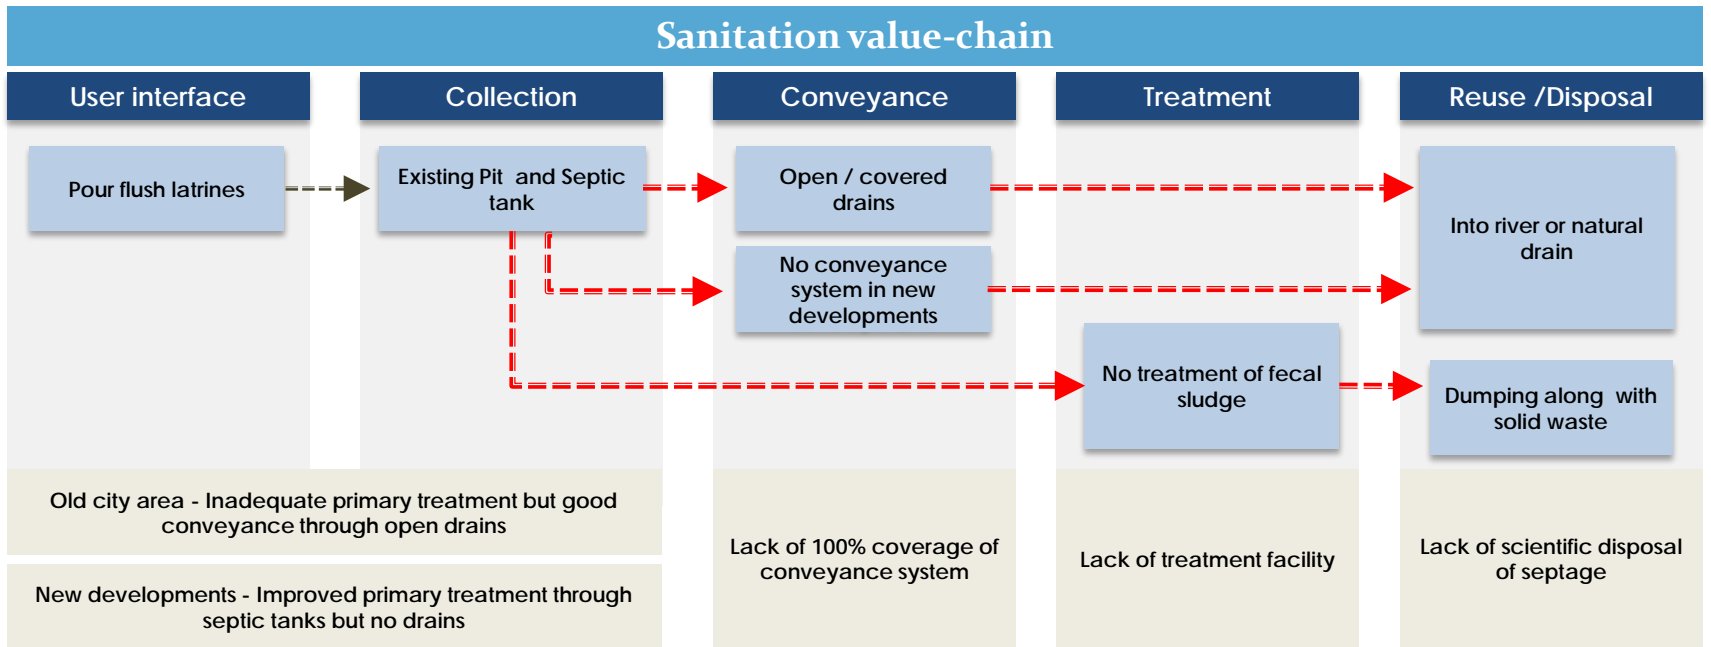 Sanitation value-chain
User interface
Collection
Conveyance
Treatment
Reuse /Disposal
Pour flush latrines
Existing Pit and Septic
tank
Open / covered
drains
No conveyance
system in new
developments
No treatment of fecal
sludge
Into river or natural
drain
Dumping along with
solid waste
Old city area - Inadequate primary treatment but good
conveyance through open drains
New developments - Improved primary treatment through
septic tanks but no drains
Lack of 100% coverage of
conveyance system
Lack of treatment facility
Lack of scientific disposal
of septage